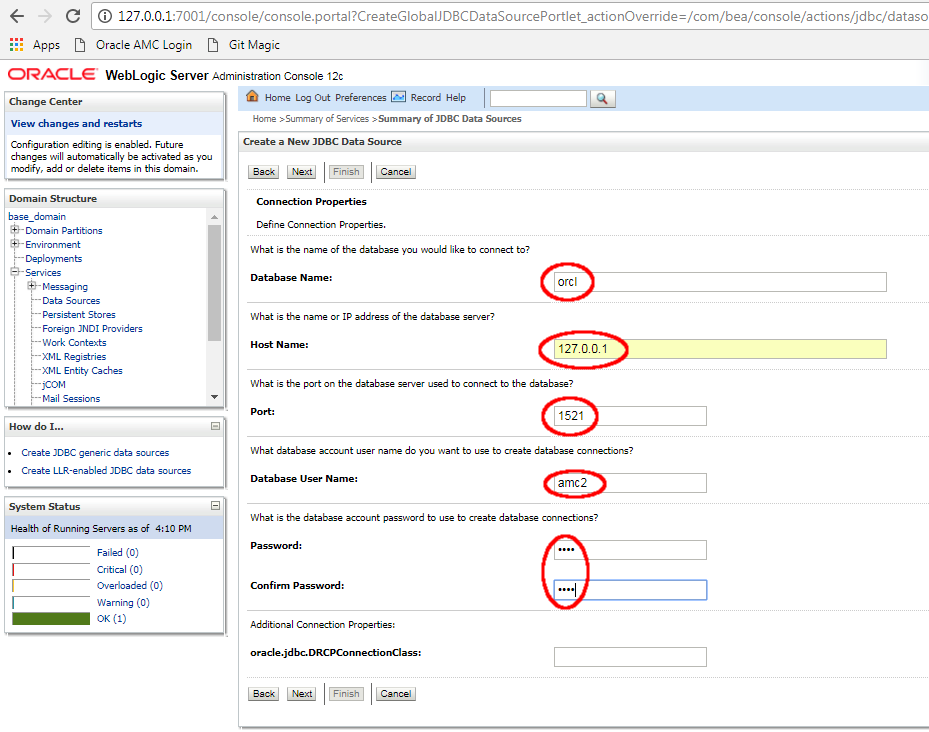 127.0.0.1:7001/console/console.portal?CreateGlobalJDBCDataSourcePortlet_actionOverride=/com/bea/console/actions/jdbc/dataso
Apps Oracle AMC Login Git Magic
ORACLE WebLogic Server Administration Console 12c
Change Center
View changes and restarts
Configuration editing is enabled. Future
changes will automatically be activated as you
modify, add or delete items in this domain.
Domain Structure
base_domain
Domain Partitions
Environment
Deployments
Services
Messaging
Data Sources
Persistent Stores
Foreign JNDI Providers
Work Contexts
XML Registries
XML Entity Caches
jCOM
Mail Sessions
How do I...
Create JDBC generic data sources
Create LLR-enabled JDBC data sources
System Status
Health of Running Servers as of 4:10 PM
Failed (0)
Critical (0)
Overloaded (0)
Warning (0)
OK (1)
Home Log Out Preferences Record Help
Home >Summary of Services >Summary of JDBC Data Sources
Create a New JDBC Data Source
Back Next Finish Cancel
Connection Properties
Define Connection Properties.
What is the name of the database you would like to connect to?
Database Name: orcl
What is the name or IP address of the database server?
Host Name: 127.0.0.1
What is the port on the database server used to connect to the database?
Port: 1521
What database account user name do you want to use to create database connections?
Database User Name: amc2
What is the database account password to use to create database connections?
Password: ••••
Confirm Password: ••••
Additional Connection Properties:
oracle.jdbc.DRCPConnectionClass:
Back Next Finish Cancel